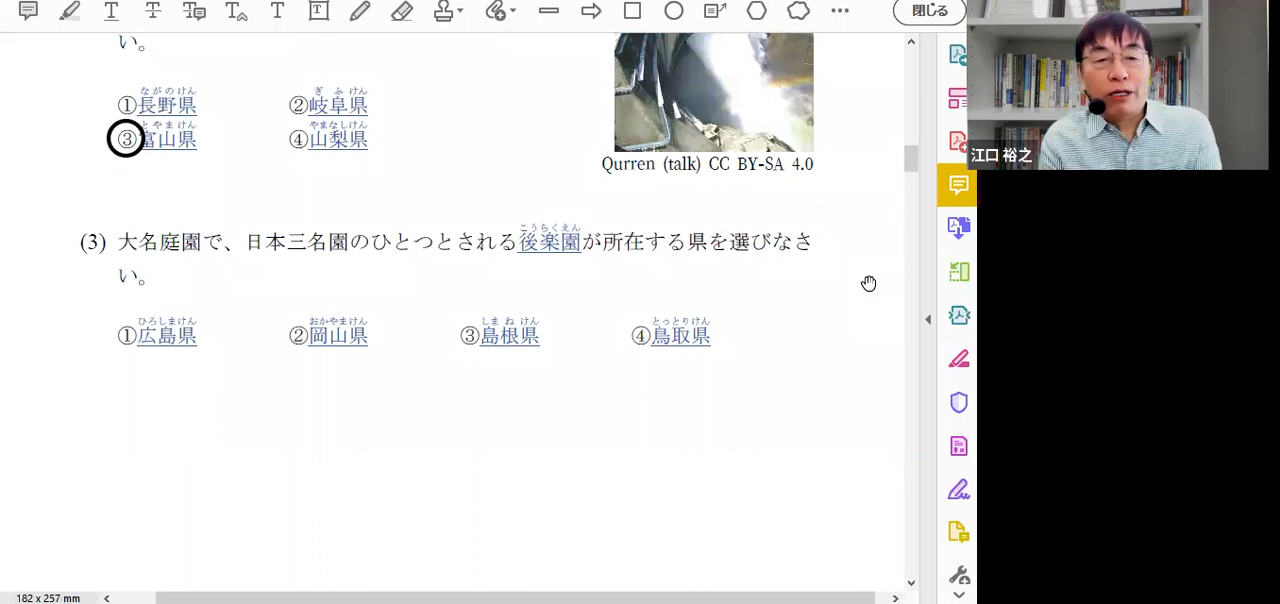 閉じる
い。
ながのけん ぎふけん
①長野県 ②岐阜県
とやまけん やまなしけん
③富山県 ④山梨県
Qurren (talk) CC BY-SA 4.0
江口 裕之
こうらくえん
(3) 大名庭園で、日本三名園のひとつとされる後楽園が所在する県を選びなさ
い。
ひろしまけん おかやまけん しまねけん とっとりけん
①広島県 ②岡山県 ③島根県 ④鳥取県
182 x 257 mm